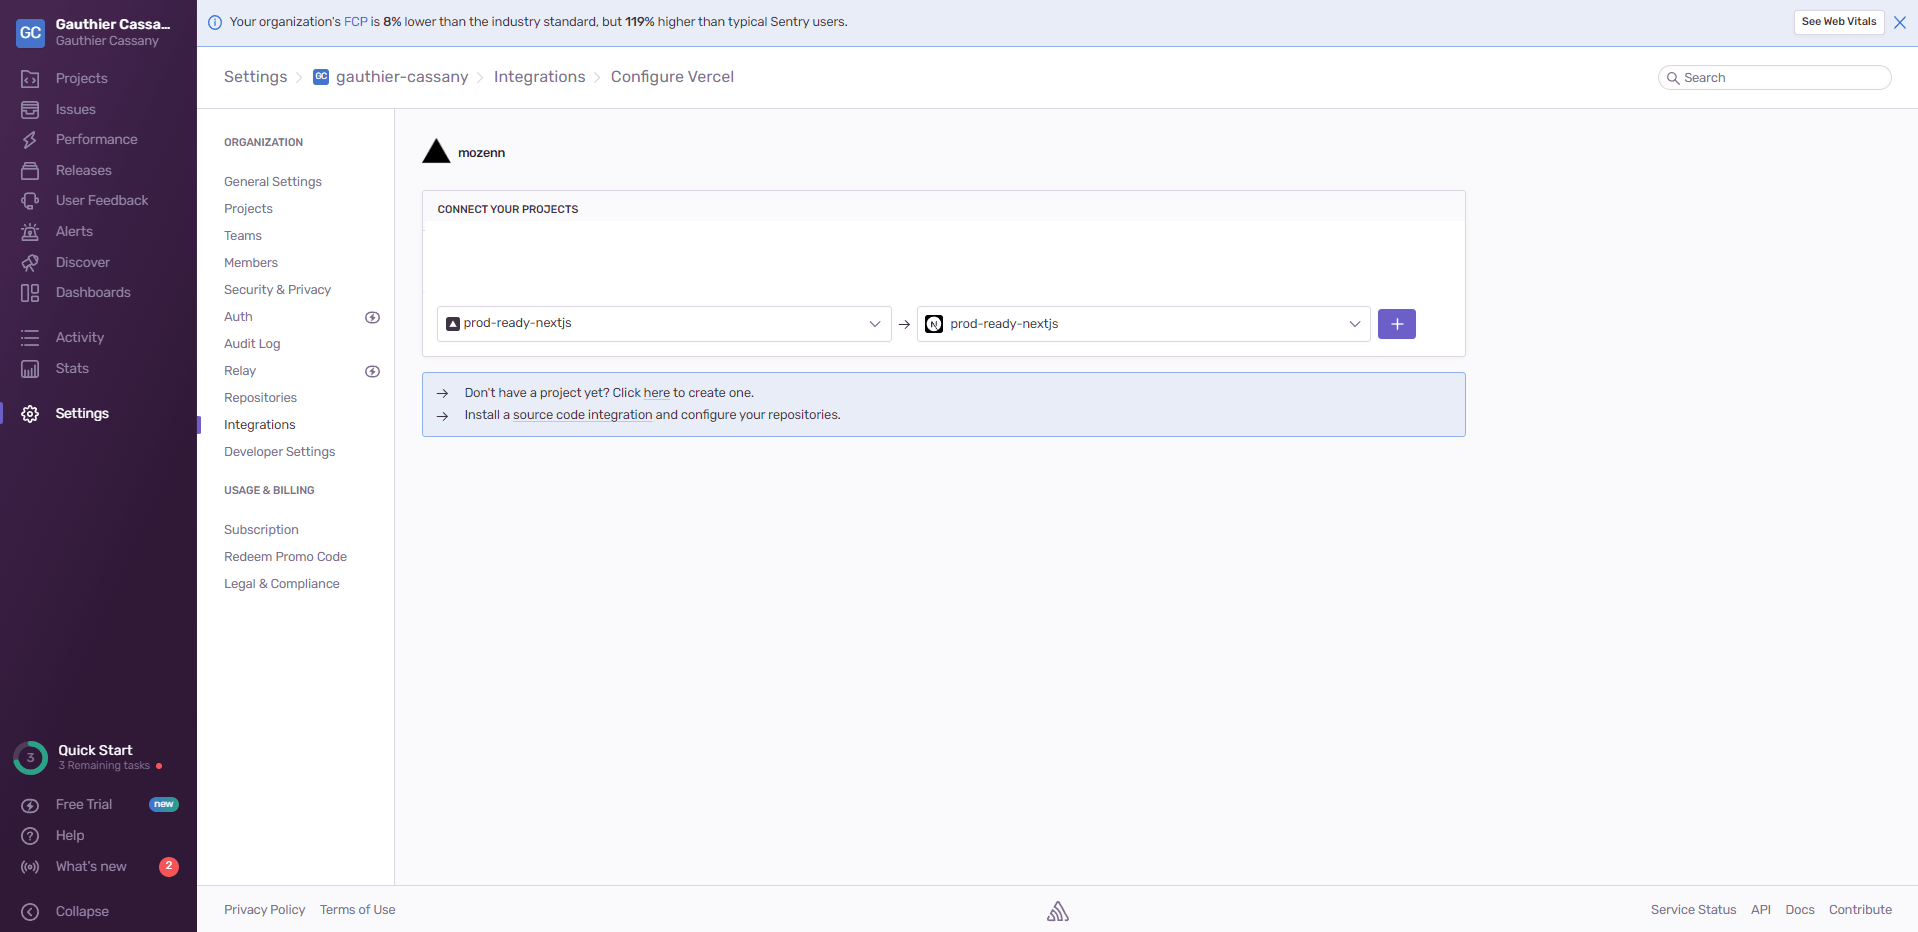 GC
Gauthier Cassa...
Gauthier Cassany
Projects
Issues
Performance
Releases
User Feedback
Alerts
Discover
Dashboards
Activity
Stats
Settings
3
Quick Start
3 Remaining tasks
Free Trial
new
Help
What's new
2
Collapse
Your organization's FCP is 8% lower than the industry standard, but 119% higher than typical Sentry users.
See Web Vitals
Settings
GC gauthier-cassany
Integrations
Configure Vercel
Search
ORGANIZATION
General Settings
Projects
Teams
Members
Security & Privacy
Auth
Audit Log
Relay
Repositories
Integrations
Developer Settings
USAGE & BILLING
Subscription
Redeem Promo Code
Legal & Compliance
mozenn
CONNECT YOUR PROJECTS
prod-ready-nextjs
→
N
prod-ready-nextjs
+
→ Don't have a project yet? Click here to create one.
→ Install a source code integration and configure your repositories.
Privacy Policy
Terms of Use
Service Status
API
Docs
Contribute